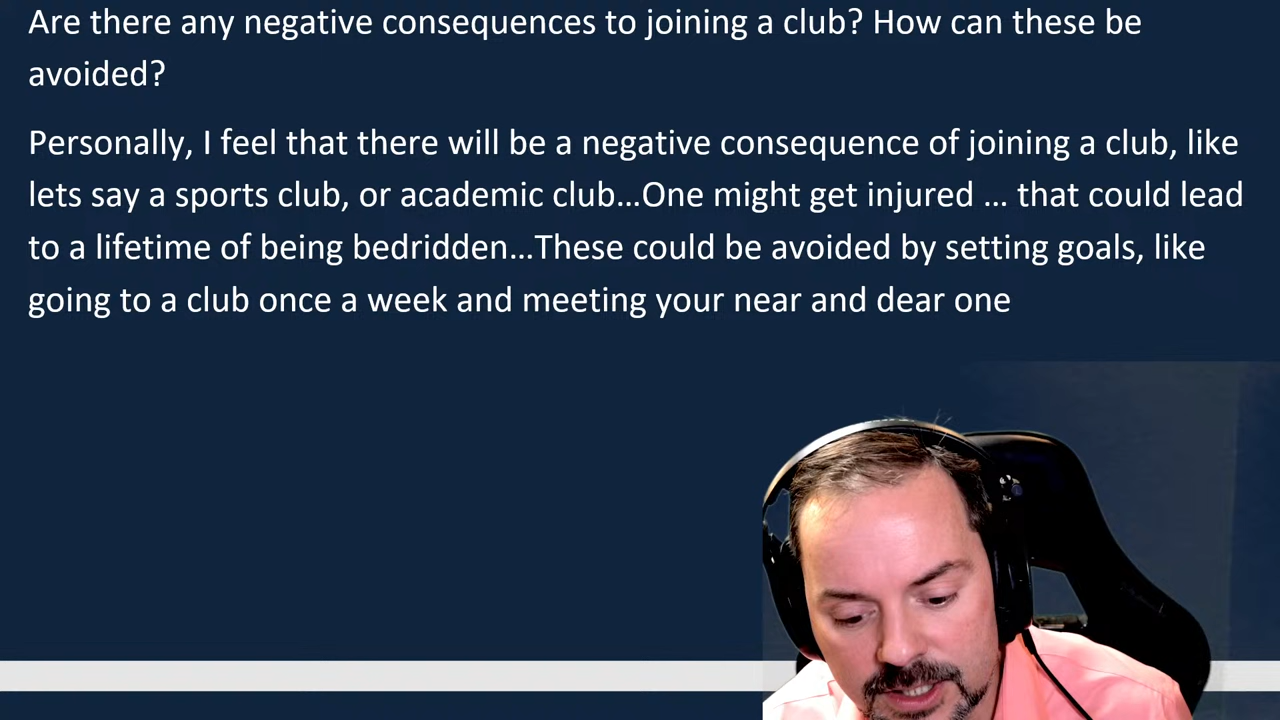 Are there any negative consequences to joining a club? How can these be
avoided?
Personally, I feel that there will be a negative consequence of joining a club, like
lets say a sports club, or academic club…One might get injured … that could lead
to a lifetime of being bedridden…These could be avoided by setting goals, like
going to a club once a week and meeting your near and dear one